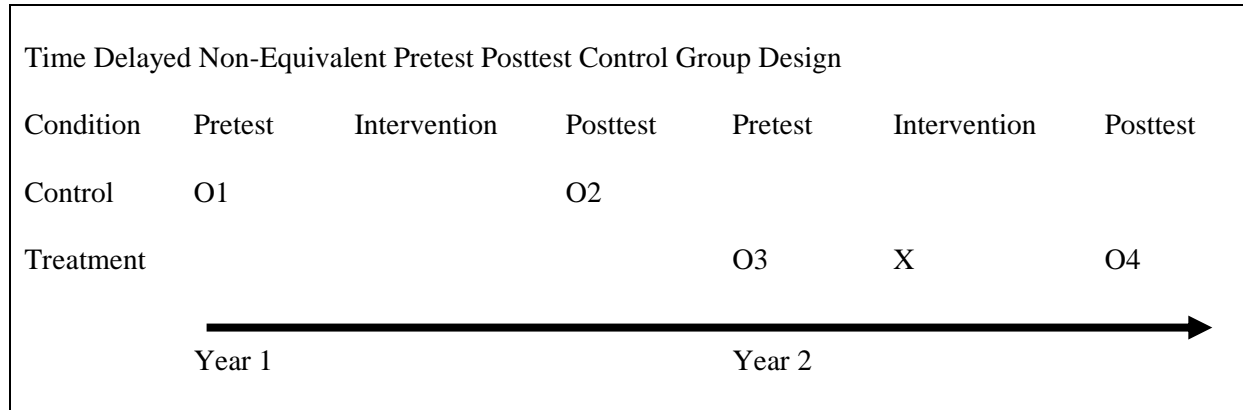 Time Delayed Non-Equivalent Pretest Posttest Control Group Design
Condition Pretest Intervention Posttest Pretest Intervention Posttest
Control O1 O2
Treatment O3 X O4
Year 1 Year 2